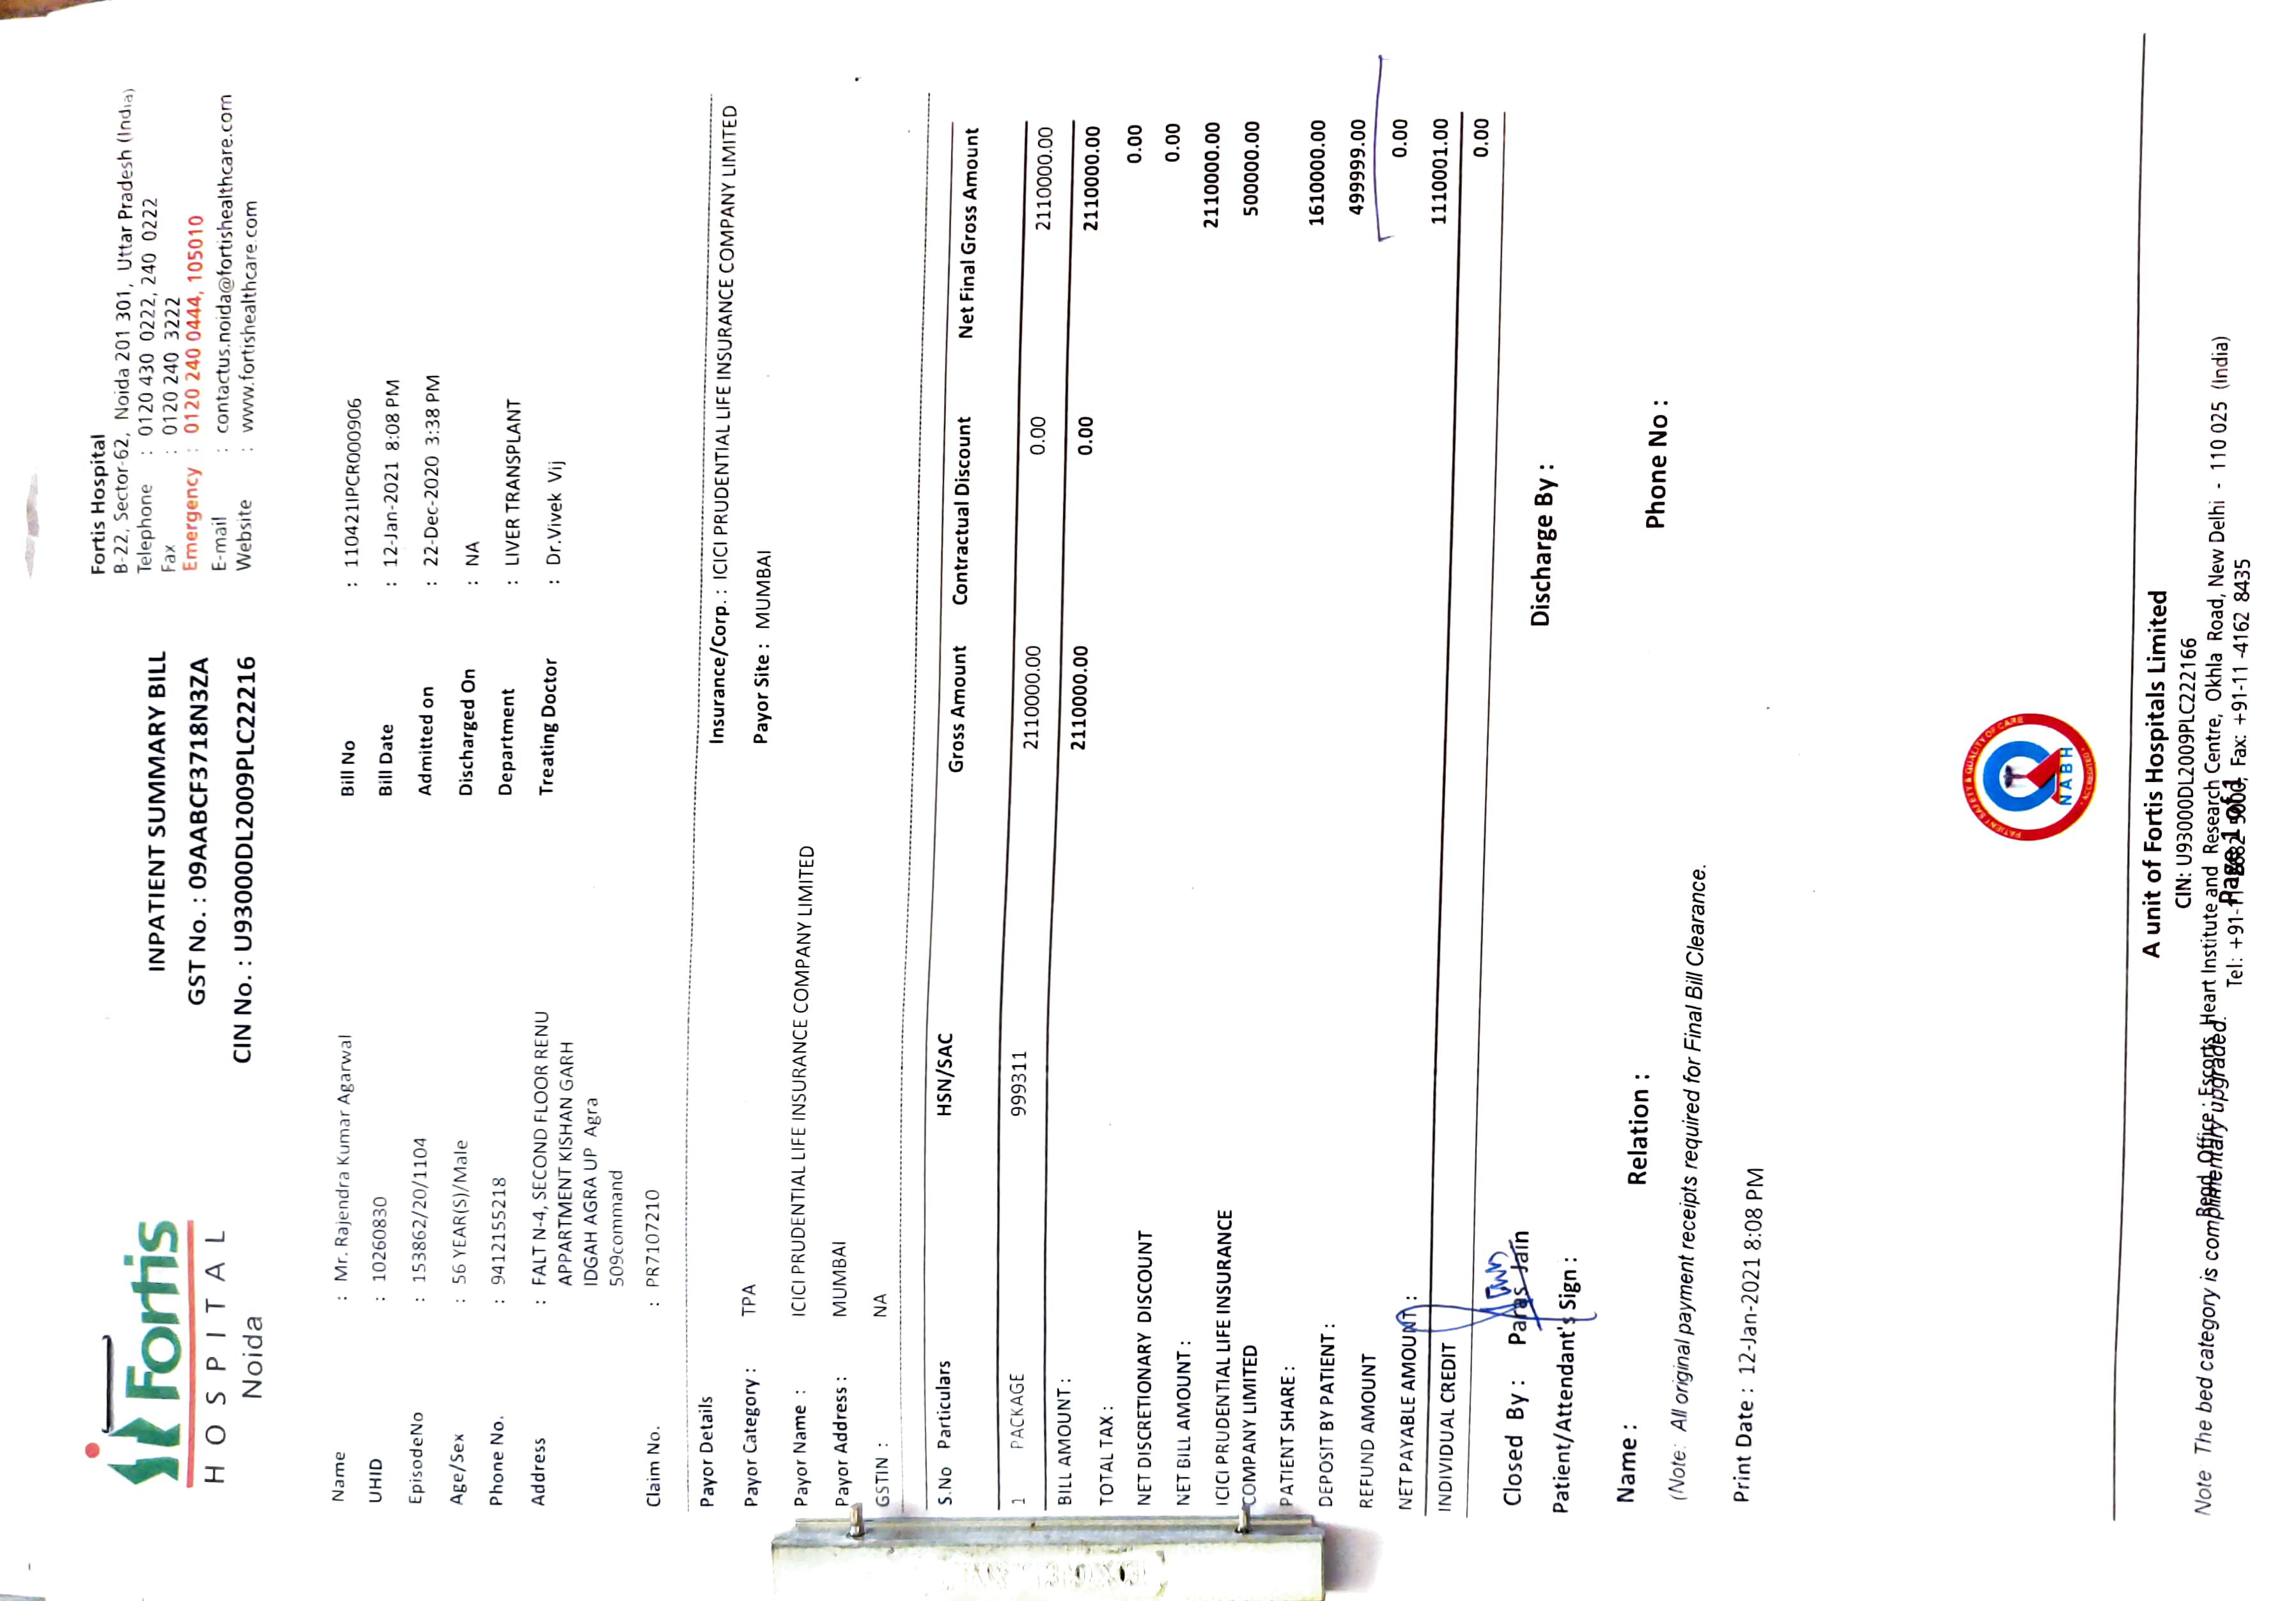 Fortis
HOSPITAL
Noida
INPATIENT SUMMARY BILL
GST No. : 09AABCF3718N3ZA
CIN No. : U93000DL2009PLC222216
Fortis Hospital
B-22, Sector-62, Noida 201 301, Uttar Pradesh (India)
Telephone : 0120 430 0222, 240 0222
Fax : 0120 240 3222
Emergency : 0120 240 0444, 105010
E-mail : contactus.noida@fortishealthcare.com
Website : www.fortishealthcare.com
Name : Mr. Rajendra Kumar Agarwal Bill No : 110421IPCR000906
UHID : 10260830 Bill Date : 12-Jan-2021 8:08 PM
EpisodeNo : 153862/20/1104 Admitted on : 22-Dec-2020 3:38 PM
Age/Sex : 56 YEAR(S)/Male Discharged On : NA
Phone No. : 9412155218 Department : LIVER TRANSPLANT
Address : FALT N-4, SECOND FLOOR RENU Treating Doctor : Dr.Vivek Vij
APPARTMENT KISHAN GARH
IDGAH AGRA UP Agra
509command
Claim No. : PR7107210
Payor Details Insurance/Corp. : ICICI PRUDENTIAL LIFE INSURANCE COMPANY LIMITED
Payor Category : TPA Payor Site : MUMBAI
Payor Name : ICICI PRUDENTIAL LIFE INSURANCE COMPANY LIMITED
Payor Address : MUMBAI
GSTIN : NA
S.No Particulars HSN/SAC Gross Amount Contractual Discount Net Final Gross Amount
1 PACKAGE 999311 2110000.00 0.00 2110000.00
BILL AMOUNT : 2110000.00 0.00 2110000.00
TOTAL TAX : 0.00
NET DISCRETIONARY DISCOUNT 0.00
NET BILL AMOUNT : 2110000.00
ICICI PRUDENTIAL LIFE INSURANCE 500000.00
COMPANY LIMITED
PATIENT SHARE : 1610000.00
DEPOSIT BY PATIENT : 499999.00
REFUND AMOUNT 0.00
NET PAYABLE AMOUNT : 1110001.00
INDIVIDUAL CREDIT 0.00
Closed By : Paras Jain Discharge By :
Patient/Attendant's Sign :
Name : Relation : Phone No :
(Note: All original payment receipts required for Final Bill Clearance.
Print Date : 12-Jan-2021 8:08 PM
PATIENT SAFETY & QUALITY OF CARE
NABH
ACCREDITED
A unit of Fortis Hospitals Limited
CIN: U93000DL2009PLC222166
Regd. Office : Escorts Heart Institute and Research Centre, Okhla Road, New Delhi - 110 025 (India)
Note The bed category is complimentary upgraded.
Page 1 of 1
Tel: +91-11 5000, Fax: +91-11 -4162 8435